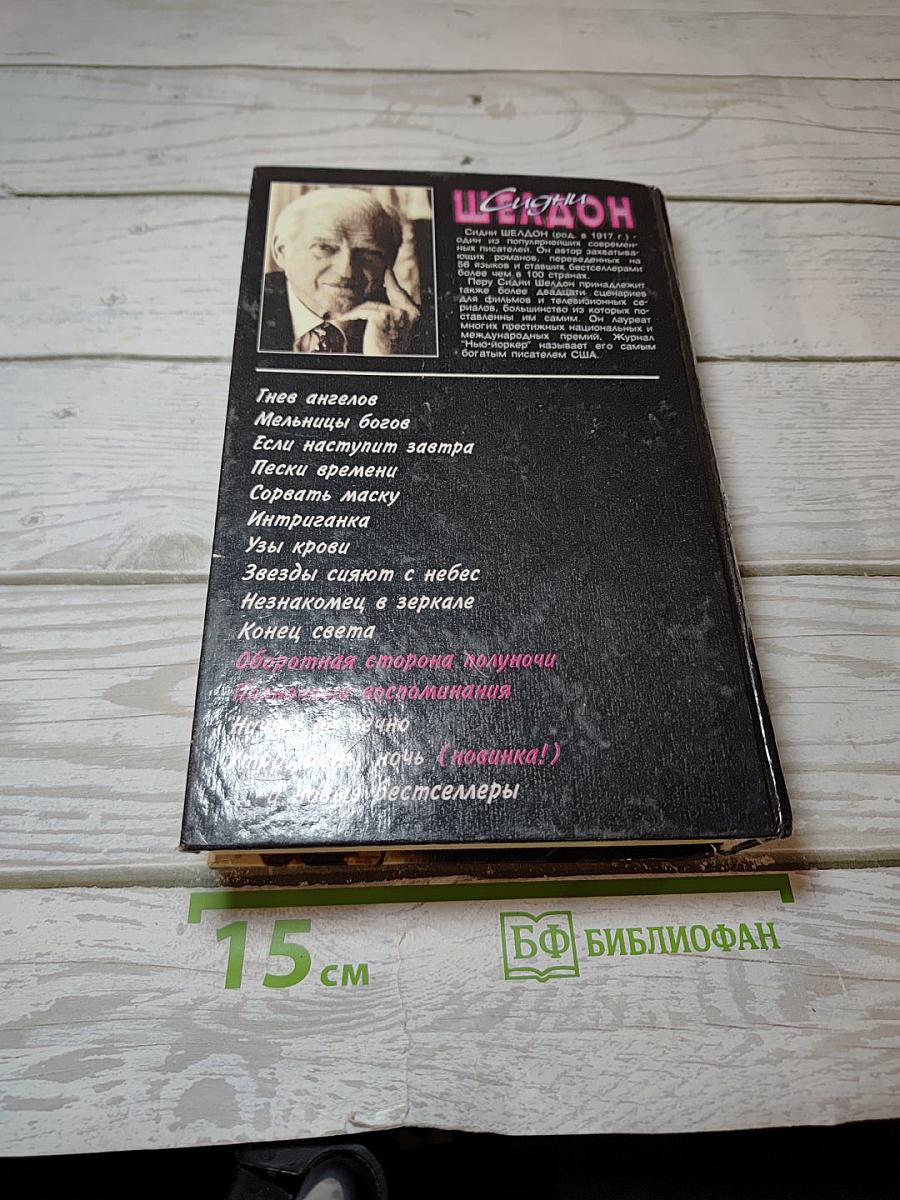 Сидни
ШЕЛДОН
Сидни ШЕЛДОН (род. в 1917 г.) -
один из популярнейших современ-
ных писателей. Он автор захватыва-
ющих романов, переведенных на
56 языков и ставших бестселлерами
более чем в 100 странах.
Перу Сидни Шелдон принадлежит
также более двадцати сценариев
для фильмов и телевизионных се-
риалов, большинство из которых по-
ставлены им самим. Он лауреат
многих престижных национальных и
международных премий. Журнал
"Нью-йоркер" называет его самым
богатым писателем США.
Гнев ангелов
Мельницы богов
Если наступит завтра
Пески времени
Сорвать маску
Интриганка
Узы крови
Звезды сияют с небес
Незнакомец в зеркале
Конец света
Оборотная сторона полуночи
воспоминания
вечно
ночь (новинка!)
бестселлеры
15 см
БФ БИБЛИОФАН